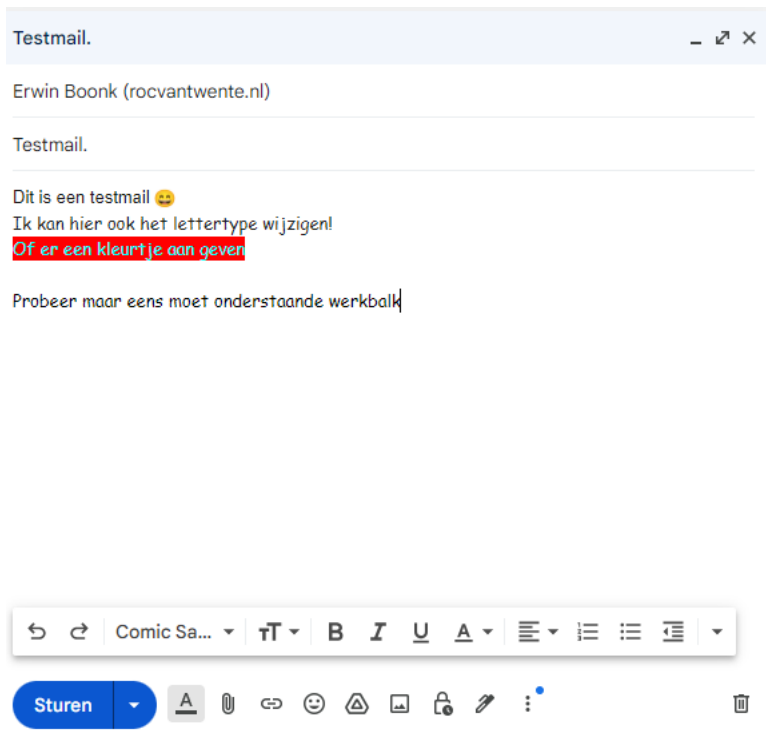 Testmail.
Erwin Boonk (rocvantwente.nl)
Testmail.
Dit is een testmail 😄
Ik kan hier ook het lettertype wijzigen!
Of er een kleurtje aan geven
Probeer maar eens moet onderstaande werkbalk
Comic Sa... TT B I U A
Sturen A